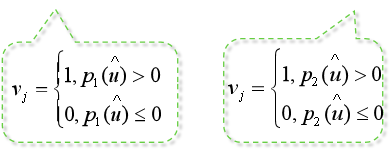 v_j = { 1, p_1(û) > 0
0, p_1(û) ≤ 0
v_j = { 1, p_2(û) > 0
0, p_2(û) ≤ 0